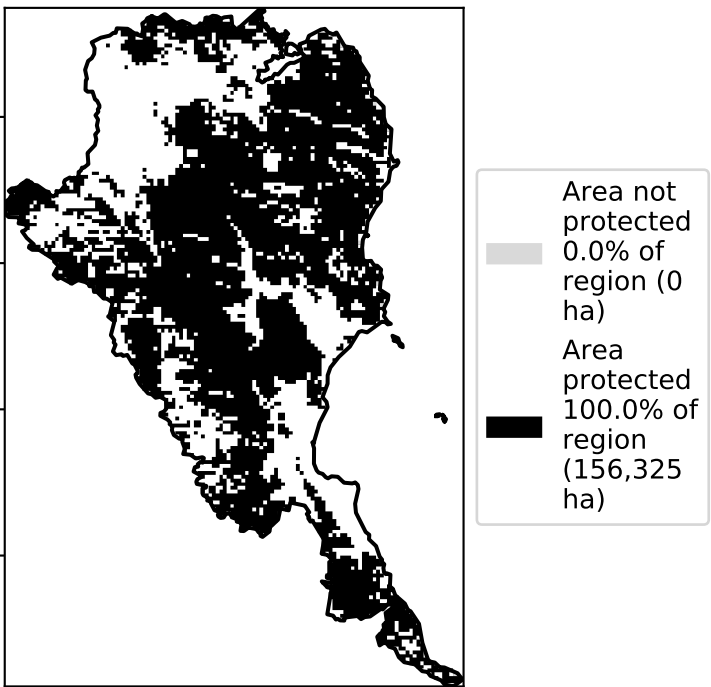 Area not
protected
0.0% of
region (0
ha)
Area
protected
100.0% of
region
(156,325
ha)